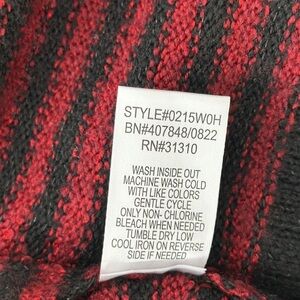 STYLE#0215W0H
BN#407848/0822
RN#31310
WASH INSIDE OUT
MACHINE WASH COLD
WITH LIKE COLORS
GENTLE CYCLE
ONLY NON- CHLORINE
BLEACH WHEN NEEDED
TUMBLE DRY LOW
COOL IRON ON REVERSE
SIDE IF NEEDED